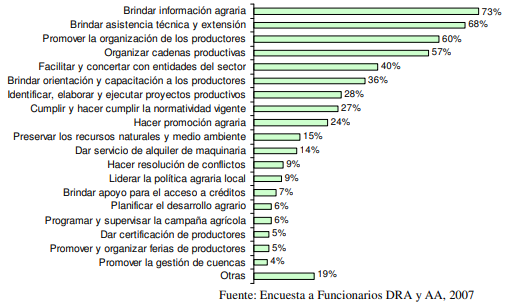 Brindar información agraria 73%
Brindar asistencia técnica y extensión 68%
Promover la organización de los productores 60%
Organizar cadenas productivas 57%
Facilitar y concertar con entidades del sector 40%
Brindar orientación y capacitación a los productores 36%
Identificar, elaborar y ejecutar proyectos productivos 28%
Cumplir y hacer cumplir la normatividad vigente 27%
Hacer promoción agraria 24%
Preservar los recursos naturales y medio ambiente 15%
Dar servicio de alquiler de maquinaria 14%
Hacer resolución de conflictos 9%
Liderar la política agraria local 9%
Brindar apoyo para el acceso a créditos 7%
Planificar el desarrollo agrario 6%
Programar y supervisar la campaña agrícola 6%
Dar certificación de productores 5%
Promover y organizar ferias de productores 5%
Promover la gestión de cuencas 4%
Otras 19%
Fuente: Encuesta a Funcionarios DRA y AA, 2007